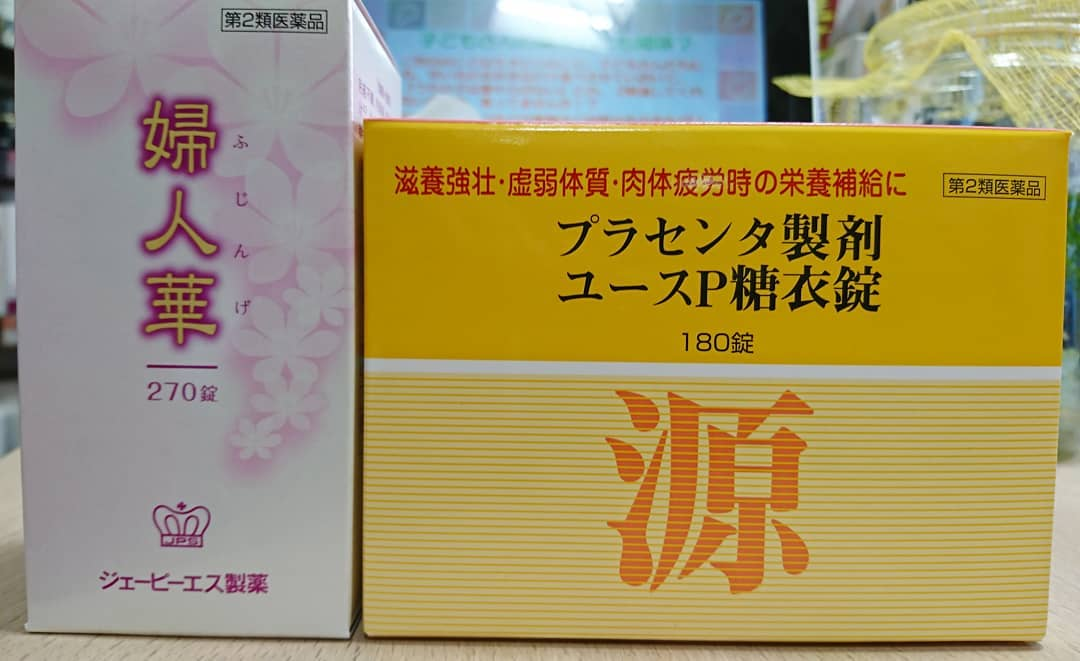 第2類医薬品
婦人華
ふじんげ
270錠
JPS
ジェーピーエス製薬
滋養強壮・虚弱体質・肉体疲労時の栄養補給に
第2類医薬品
プラセンタ製剤
ユースP糖衣錠
180錠
源